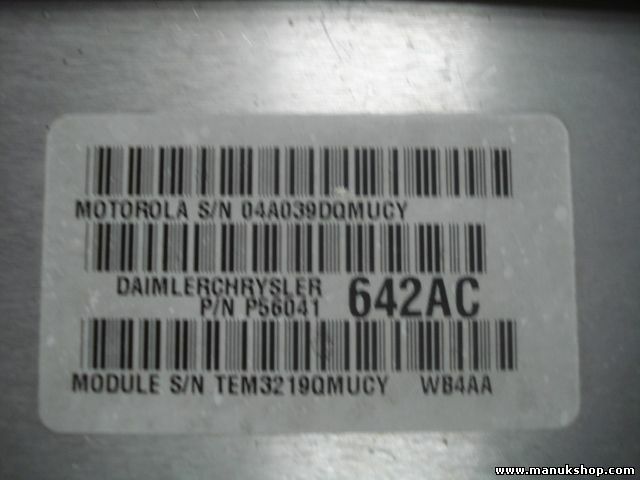 MOTOROLA S/N 04A039DQMUCY
DAIMLERCHRYSLER
P/N P56041 642AC
MODULE S/N TEM3219QMUCY WB4AA
www.manukshop.com